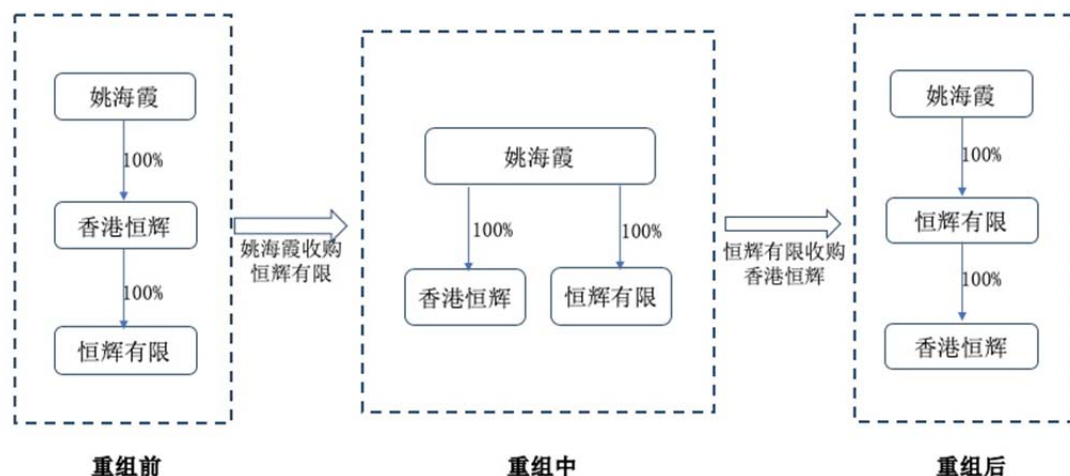 姚海霞
100%
香港恒辉
100%
恒辉有限
重组前
姚海霞收购
恒辉有限
姚海霞
100%
100%
香港恒辉
恒辉有限
重组中
恒辉有限收购
香港恒辉
姚海霞
100%
恒辉有限
100%
香港恒辉
重组后